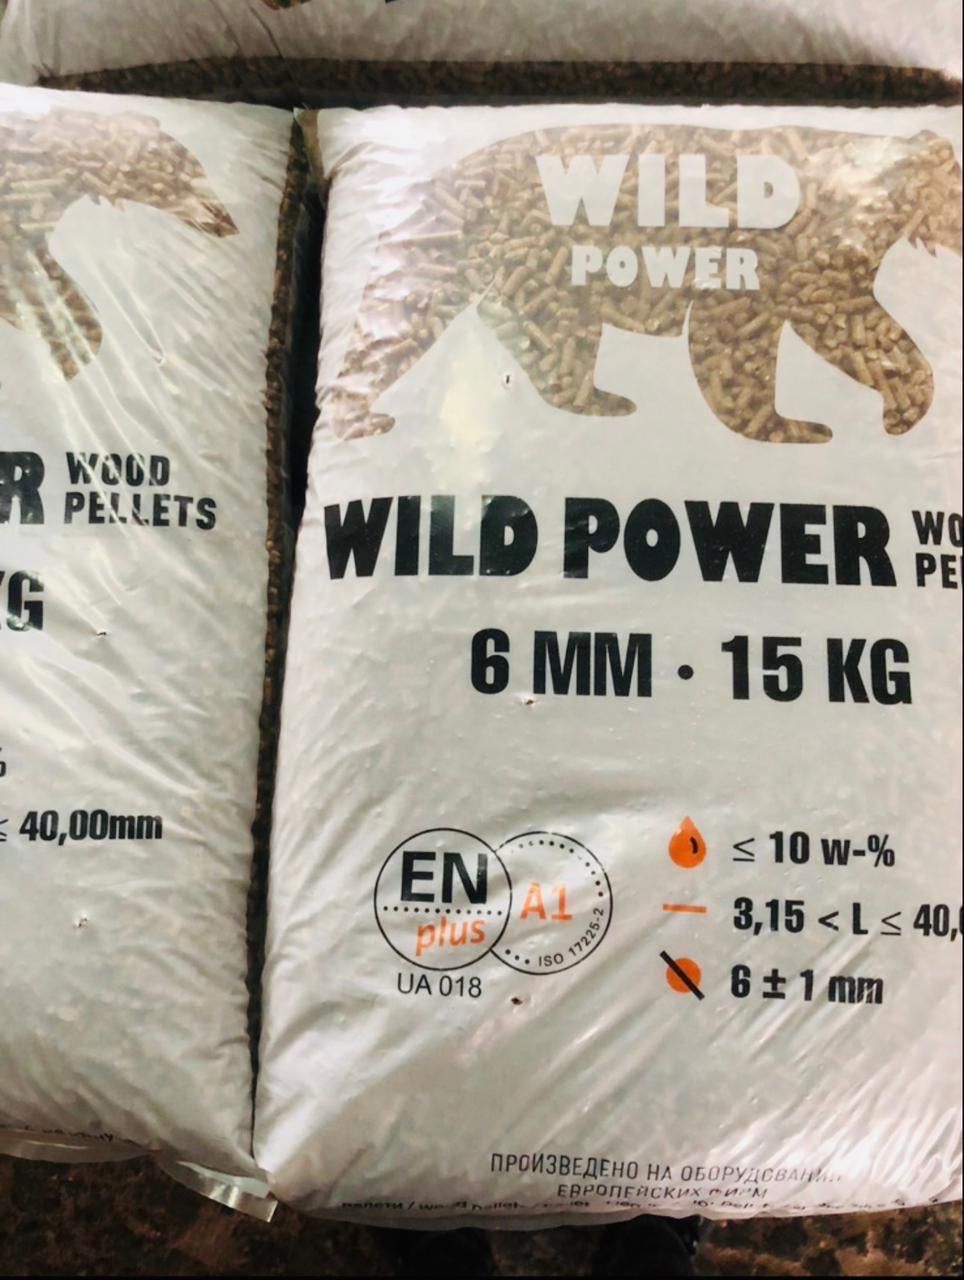 WILD
POWER
WOOD
PELLETS
KG
40,00mm
WILD POWER
6 MM • 15 KG
EN
plus
A1
ISO 17225-2
UA 018
≤ 10 w-%
3,15 < L ≤ 40,
6 ± 1 mm
ПРОИЗВЕДЕНО НА ОБОРУДОВАНИИ
ЕВРОПЕЙСКИХ ФИРМ